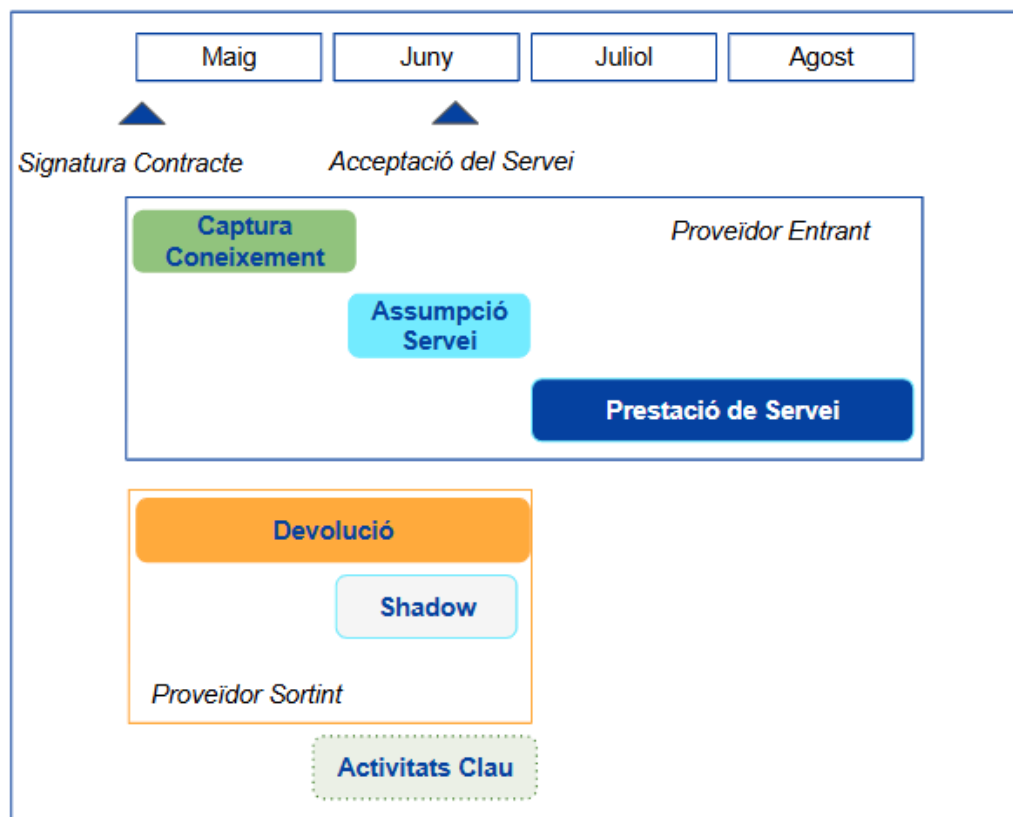 Maig
Juny
Juliol
Agost
Signatura Contracte
Acceptació del Servei
Captura
Coneixement
Proveïdor Entrant
Assumpció
Servei
Prestació de Servei
Devolució
Shadow
Proveïdor Sortint
Activitats Clau